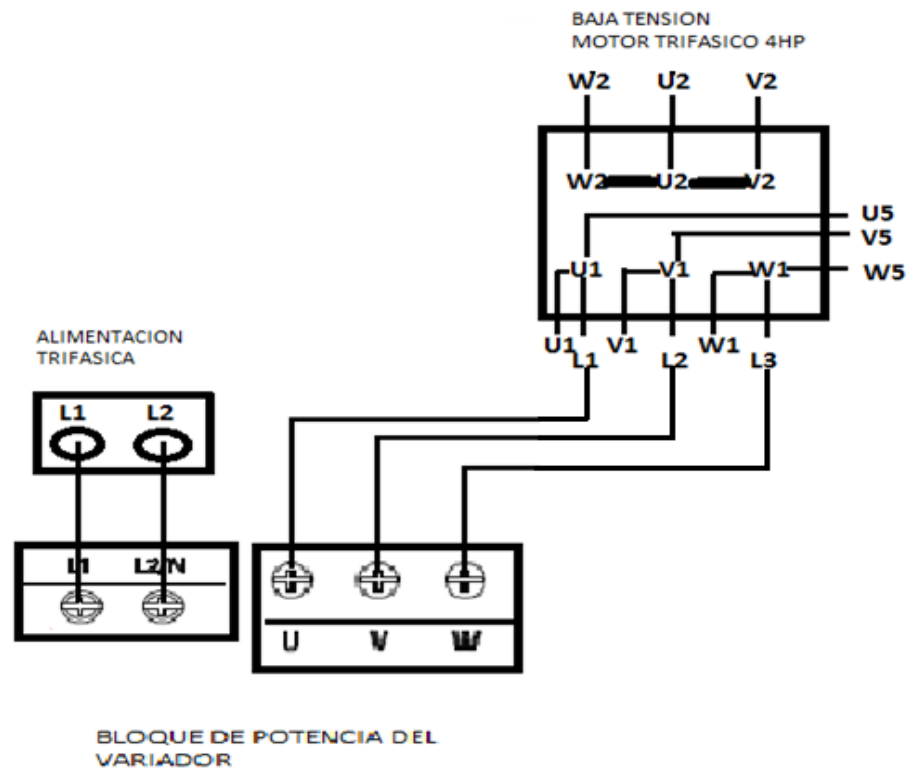 BAJA TENSION
MOTOR TRIFASICO 4HP
W2 U2 V2
W2 U2 V2
U5
V5
U1 V1 W1 W5
U1 V1 W1
L1 L2 L3
ALIMENTACION
TRIFASICA
L1 L2
L1 L2/N
U V W
BLOQUE DE POTENCIA DEL
VARIADOR